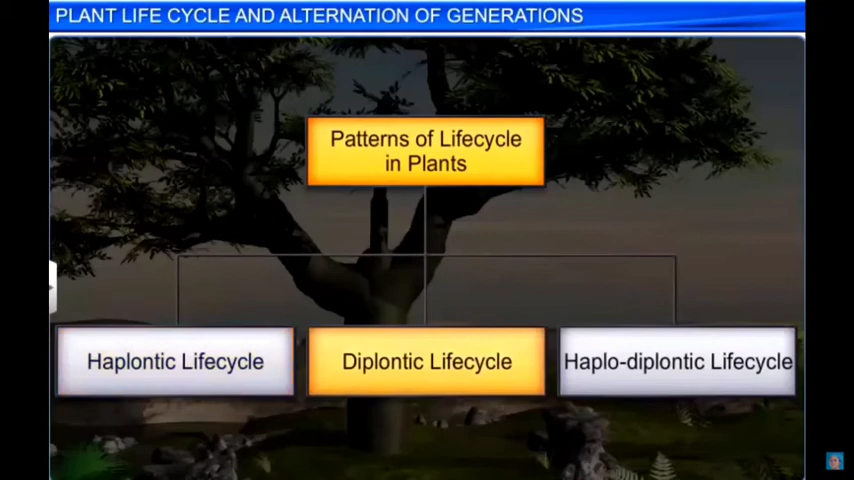 PLANT LIFE CYCLE AND ALTERNATION OF GENERATIONS
Patterns of Lifecycle
in Plants
Haplontic Lifecycle
Diplontic Lifecycle
Haplo-diplontic Lifecycle